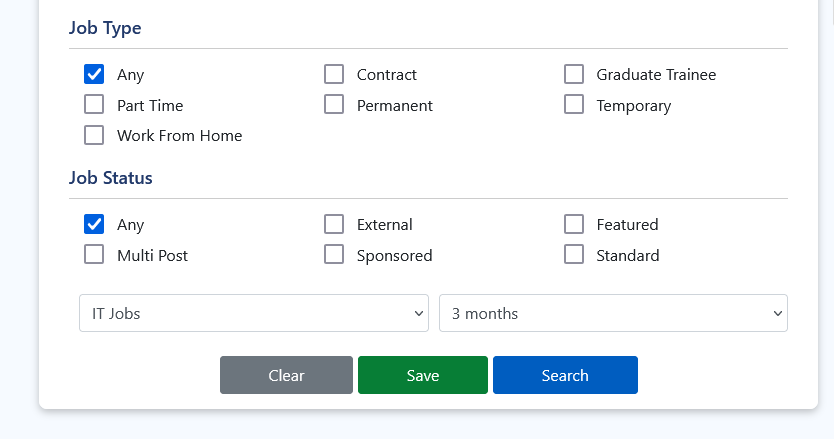 Job Type
Any Contract Graduate Trainee
Part Time Permanent Temporary
Work From Home
Job Status
Any External Featured
Multi Post Sponsored Standard
IT Jobs 3 months
Clear Save Search